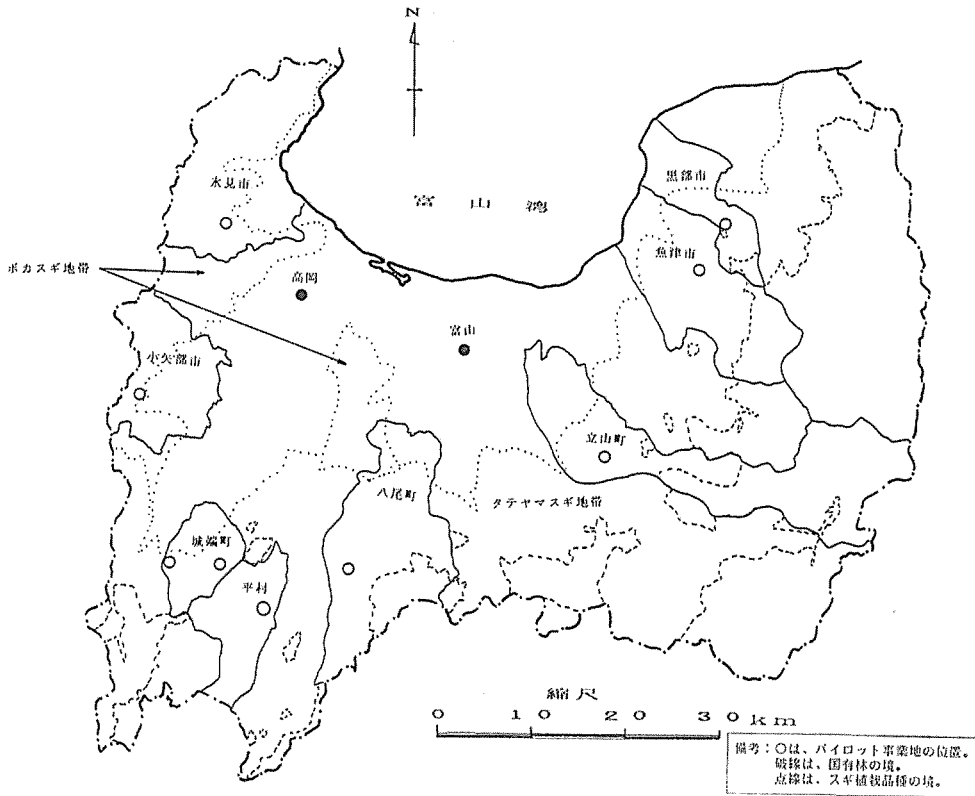 N
富山湾
氷見市
黒部市
魚津市
ボカスギ地帯
高岡
富山
小矢部市
立山町
八尾町
タテヤマスギ地帯
城端町
平村
縮尺
0 10 20 30km
備考：○は、パイロット事業地の位置。
破線は、国有林の境。
点線は、スギ植栽品種の境。